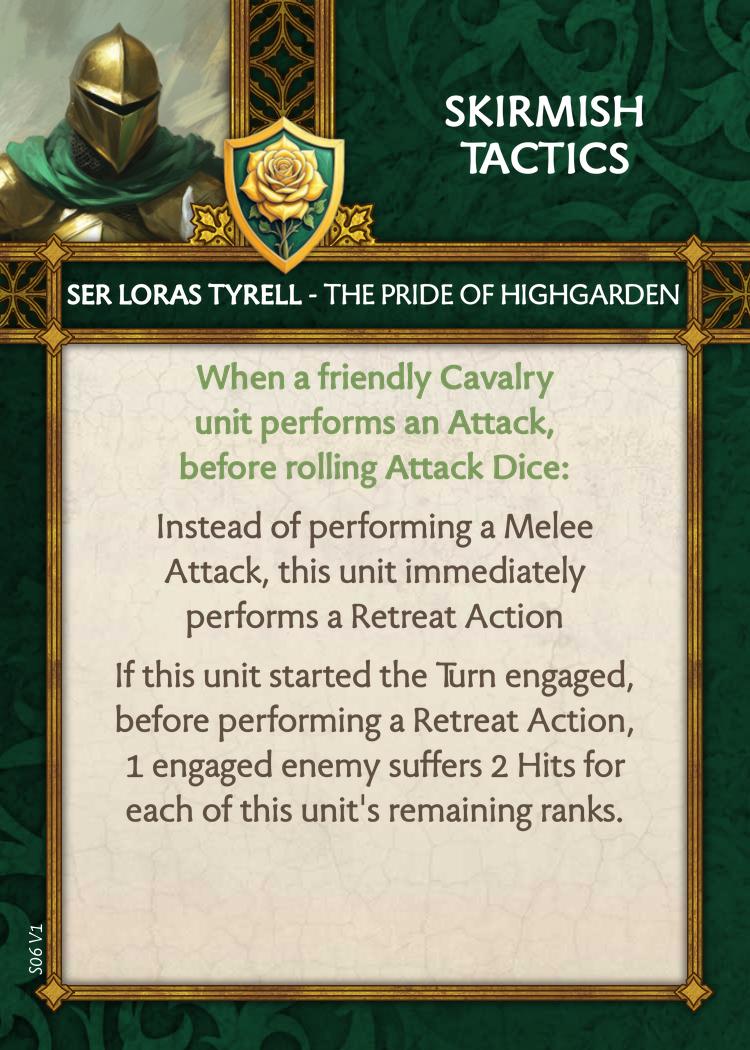 SKIRMISH
TACTICS
SER LORAS TYRELL - THE PRIDE OF HIGHGARDEN
When a friendly Cavalry
unit performs an Attack,
before rolling Attack Dice:
Instead of performing a Melee
Attack, this unit immediately
performs a Retreat Action
If this unit started the Turn engaged,
before performing a Retreat Action,
1 engaged enemy suffers 2 Hits for
each of this unit's remaining ranks.
S06 V1